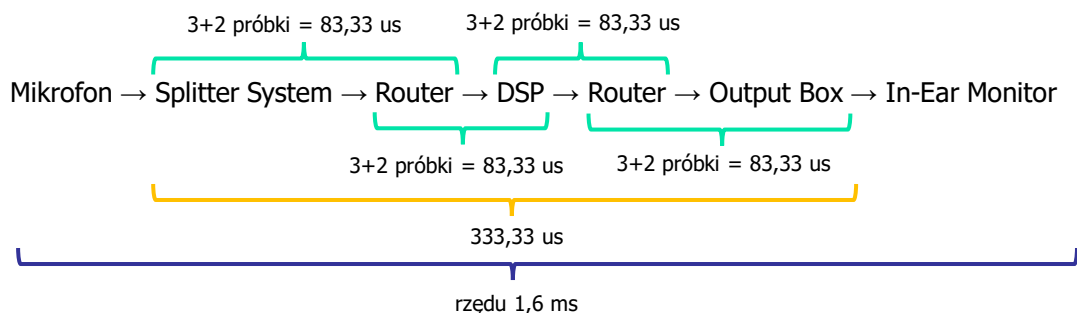 3+2 próbki = 83,33 us
3+2 próbki = 83,33 us
Mikrofon → Splitter System → Router → DSP → Router → Output Box → In-Ear Monitor
3+2 próbki = 83,33 us
3+2 próbki = 83,33 us
333,33 us
rzędu 1,6 ms